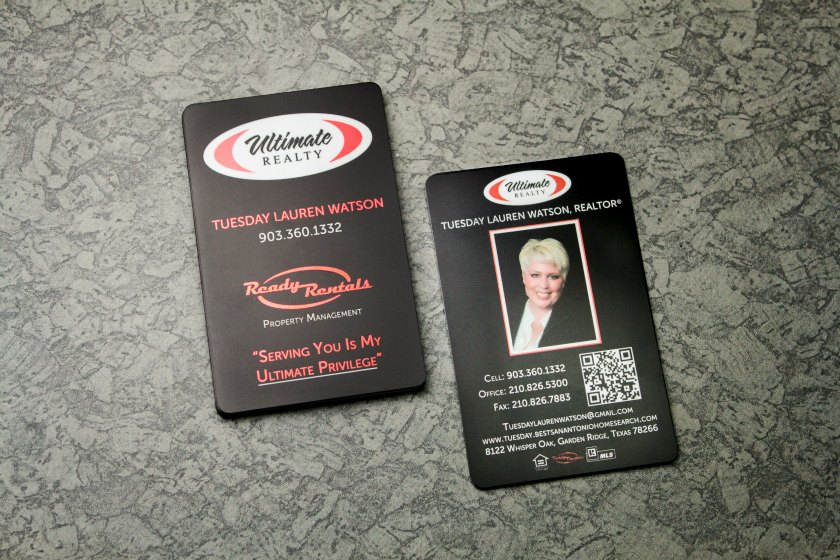 Ultimate
REALTY
TUESDAY LAUREN WATSON
903.360.1332
Ready Rentals
PROPERTY MANAGEMENT
“SERVING YOU IS MY
ULTIMATE PRIVILEGE”
Ultimate
REALTY
TUESDAY LAUREN WATSON, REALTOR®
CELL: 903.360.1332
OFFICE: 210.826.5300
FAX: 210.826.7883
TUESDAYLAURENWATSON@GMAIL.COM
WWW.TUESDAY.BESTSANANTONIOHOMESEARCH.COM
8122 WHISPER OAK, GARDEN RIDGE, TEXAS 78266
Ready Rentals
MLS